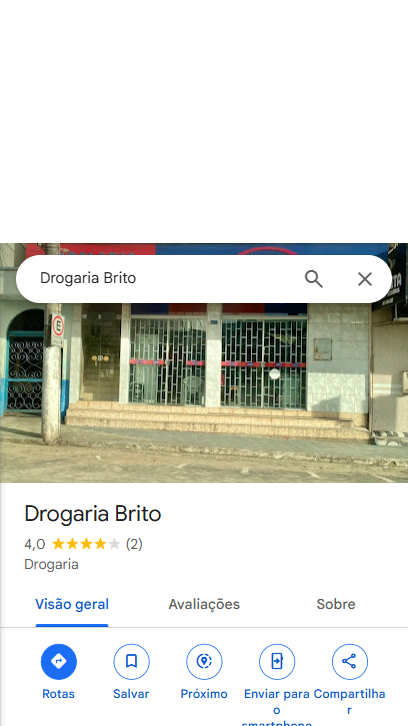 Drogaria Brito
E
Drogaria Brito
4,0 (2)
Drogaria
Visão geral Avaliações Sobre
Rotas Salvar Próximo Enviar para o smartphone Compartilhar